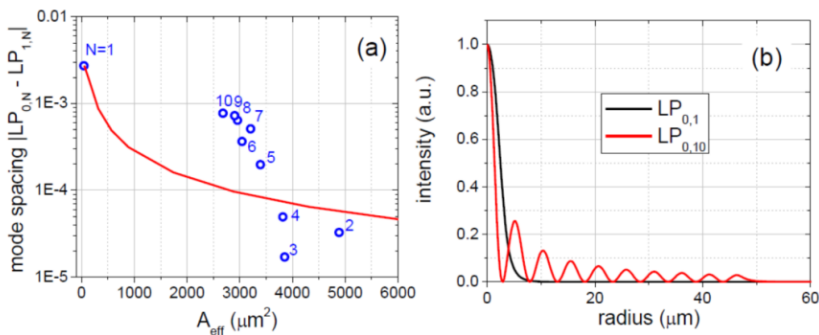 0.01
1E-3
1E-4
1E-5
mode spacing |LP0,N - LP1,N|
N=1
(a)
10 9 8
7
6
5
4
2
3
0 1000 2000 3000 4000 5000 6000
Aeff (μm²)
1.0
0.8
0.6
0.4
0.2
0.0
intensity (a.u.)
(b)
LP0,1
LP0,10
0 20 40 60
radius (μm)